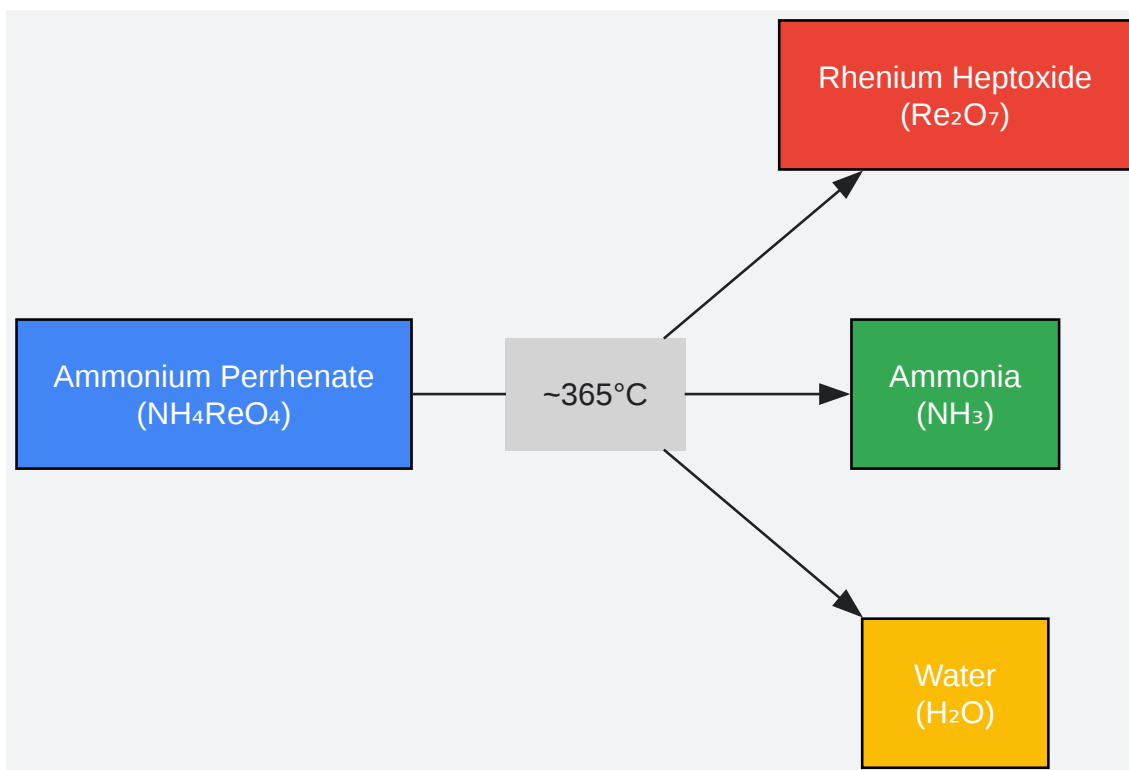 Rhenium Heptoxide
(Re₂O₇)
Ammonium Perrhenate
(NH₄ReO₄)
~365°C
Ammonia
(NH₃)
Water
(H₂O)